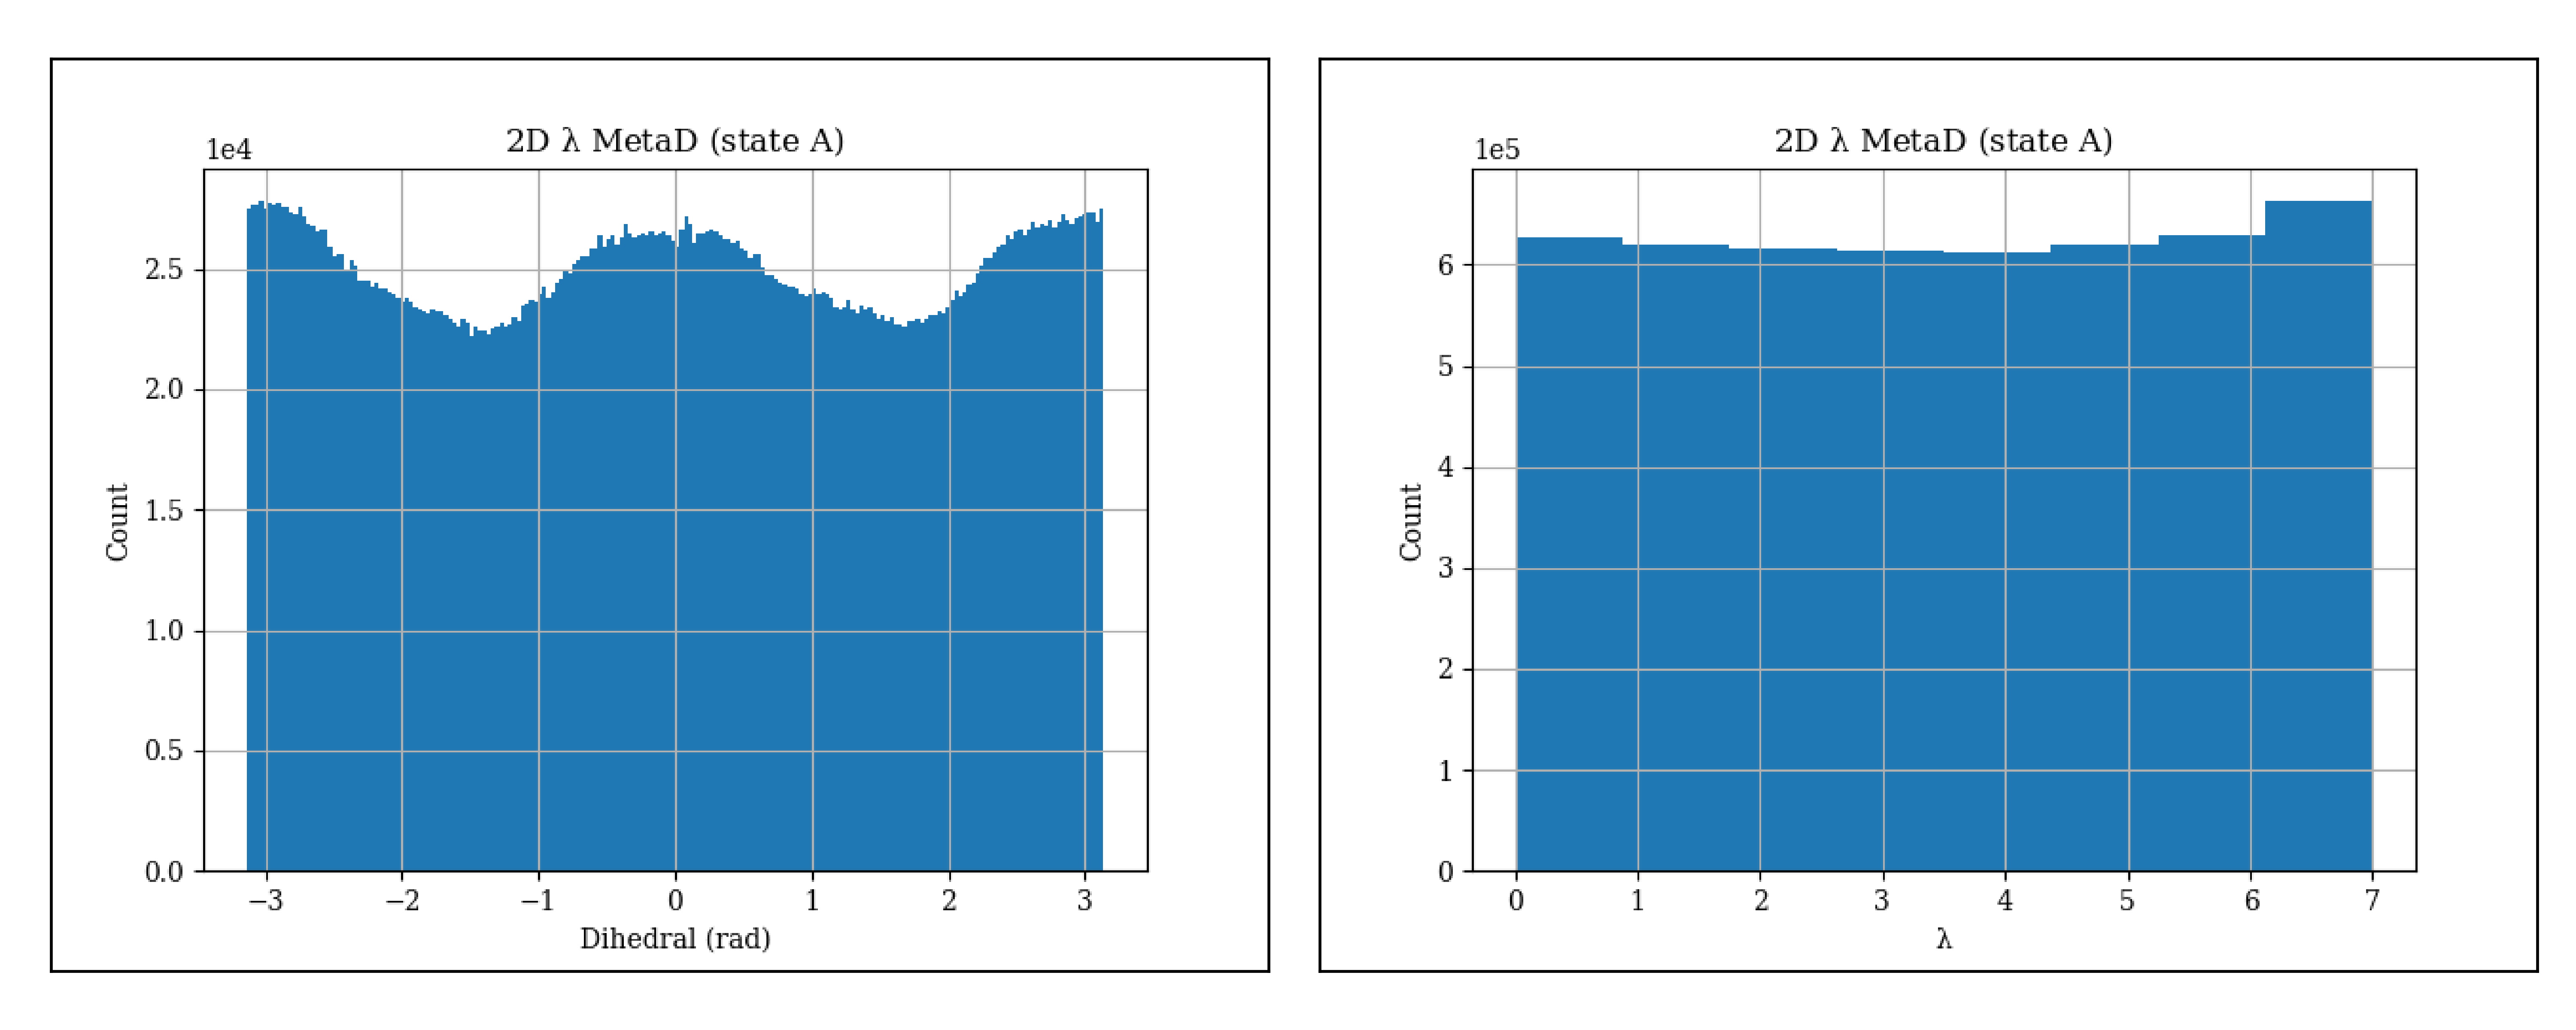 2D λ MetaD (state A)
1e4
2.5
2.0
1.5
1.0
0.5
0.0
Count
−3 −2 −1 0 1 2 3
Dihedral (rad)
2D λ MetaD (state A)
1e5
6
5
4
3
2
1
0
Count
0 1 2 3 4 5 6 7
λ